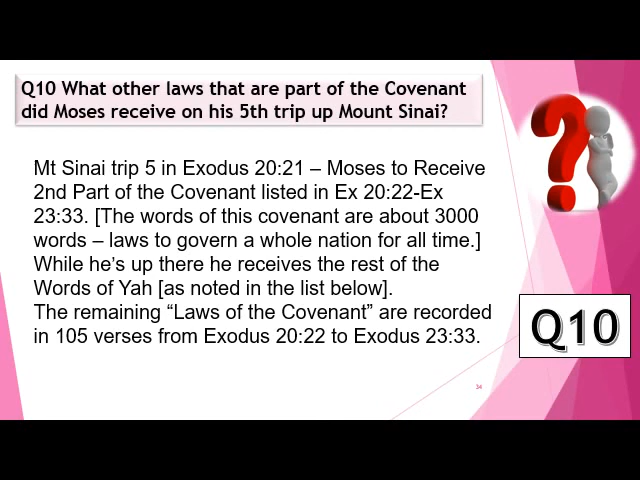 Q10 What other laws that are part of the Covenant
did Moses receive on his 5th trip up Mount Sinai?
Mt Sinai trip 5 in Exodus 20:21 – Moses to Receive
2nd Part of the Covenant listed in Ex 20:22-Ex
23:33. [The words of this covenant are about 3000
words – laws to govern a whole nation for all time.]
While he's up there he receives the rest of the
Words of Yah [as noted in the list below].
The remaining “Laws of the Covenant” are recorded
in 105 verses from Exodus 20:22 to Exodus 23:33.
Q10
34